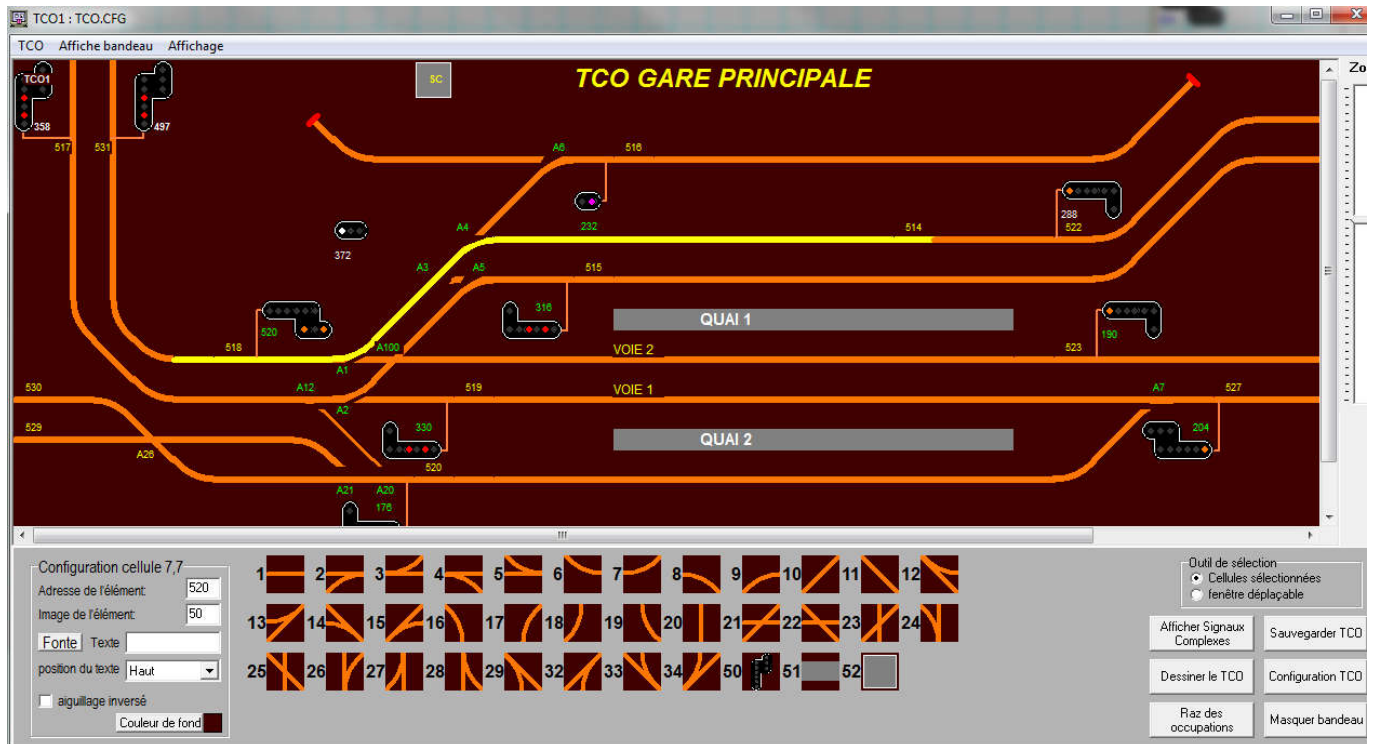 TCO1 : TCO.CFG
TCO Affiche bandeau Affichage
TCO1
SC
TCO GARE PRINCIPALE
Zo
358
497
517
531
A6
516
288
522
372
A4
232
514
A3
A5
515
316
QUAI 1
520
190
518
A100
VOIE 2
523
A1
530
A12
519
VOIE 1
A7
527
A2
529
330
QUAI 2
204
A26
520
A21
A20
176
Configuration cellule 7,7
Adresse de l'élément: 520
Image de l'élément: 50
Fonte Texte
position du texte Haut
aiguillage inversé
Couleur de fond
1 2 3 4 5 6 7 8 9 10 11 12
13 14 15 16 17 18 19 20 21 22 23 24
25 26 27 28 29 32 33 34 50 51 52
Outil de sélection
Cellules sélectionnées
fenêtre déplaçable
Afficher Signaux Complexes
Sauvegarder TCO
Dessiner le TCO
Configuration TCO
Raz des occupations
Masquer bandeau